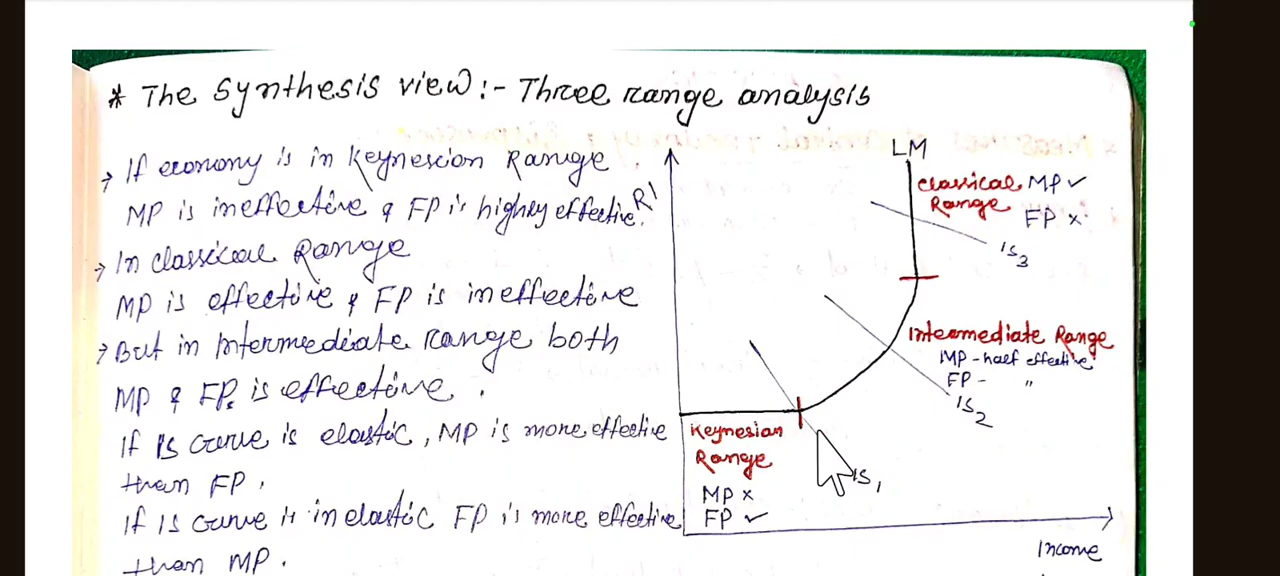 * The synthesis view:- Three range analysis
→ If economy is in Keynesian Range.
MP is ineffective & FP is highly effective.
→ In classical Range
MP is effective & FP is ineffective
→ But in Intermediate range both
MP & FP is effective.
If IS curve is elastic, MP is more effective
than FP.
If IS curve is inelastic FP is more effective
than MP.
R'
LM
Classical MP ✓
Range FP ×
IS3
Intermediate Range
MP - half effective
FP - "
IS2
Keynesian
Range
MP ×
FP ✓
IS1
Income